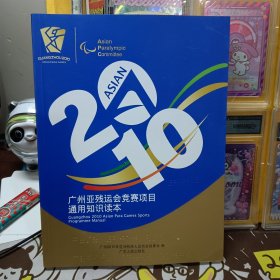 GUANGZHOU 2010
Asian
Paralympic
Committee
ASIAN
2010
广州亚残运会竞赛项目
通用知识读本
Guangzhou 2010 Asian Para Games Sports
Programme Manual